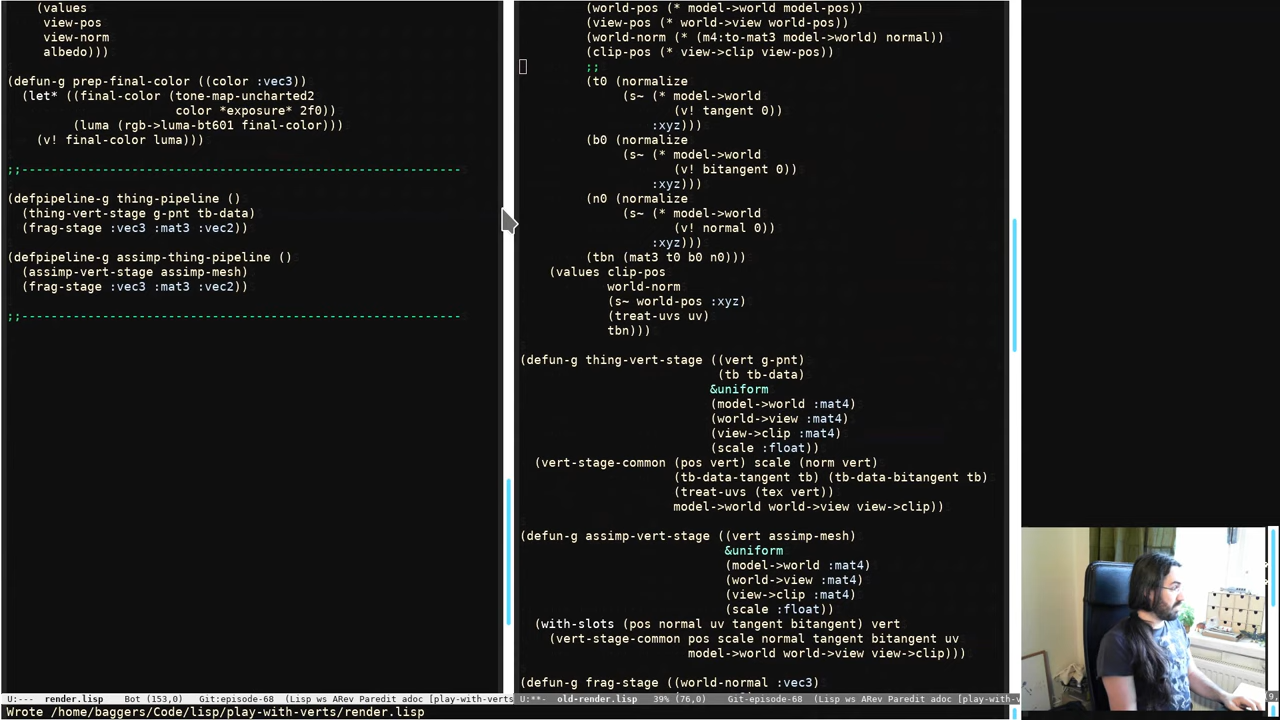 (values
view-pos
view-norm
albedo)))
(defun-g prep-final-color ((color :vec3))
(let* ((final-color (tone-map-uncharted2
color *exposure* 2f0))
(luma (rgb->luma-bt601 final-color)))
(v! final-color luma)))
;;------------------------------------------------------------
(defpipeline-g thing-pipeline ()
(thing-vert-stage g-pnt tb-data)
(frag-stage :vec3 :mat3 :vec2))
(defpipeline-g assimp-thing-pipeline ()
(assimp-vert-stage assimp-mesh)
(frag-stage :vec3 :mat3 :vec2))
;;------------------------------------------------------------
U:--- render.lisp Bot (153,0) Git:episode-68 (Lisp ws ARev Paredit adoc [play-with-verts
(world-pos (* model->world model-pos))
(view-pos (* world->view world-pos))
(world-norm (* (m4:to-mat3 model->world) normal))
(clip-pos (* view->clip view-pos))
;;
(t0 (normalize
(s~ (* model->world
(v! tangent 0))
:xyz)))
(b0 (normalize
(s~ (* model->world
(v! bitangent 0))
:xyz)))
(n0 (normalize
(s~ (* model->world
(v! normal 0))
:xyz)))
(tbn (mat3 t0 b0 n0)))
(values clip-pos
world-norm
(s~ world-pos :xyz)
(treat-uvs uv)
tbn)))
(defun-g thing-vert-stage ((vert g-pnt)
(tb tb-data)
&uniform
(model->world :mat4)
(world->view :mat4)
(view->clip :mat4)
(scale :float))
(vert-stage-common (pos vert) scale (norm vert)
(tb-data-tangent tb) (tb-data-bitangent tb)
(treat-uvs (tex vert))
model->world world->view view->clip))
(defun-g assimp-vert-stage ((vert assimp-mesh)
&uniform
(model->world :mat4)
(world->view :mat4)
(view->clip :mat4)
(scale :float))
(with-slots (pos normal uv tangent bitangent) vert
(vert-stage-common pos scale normal tangent bitangent uv
model->world world->view view->clip)))
(defun-g frag-stage ((world-normal :vec3)
U:**- old-render.lisp 39% (76,0) Git:episode-68 (Lisp ws ARev Paredit adoc [play-with-v
Wrote /home/baggers/Code/lisp/play-with-verts/render.lisp